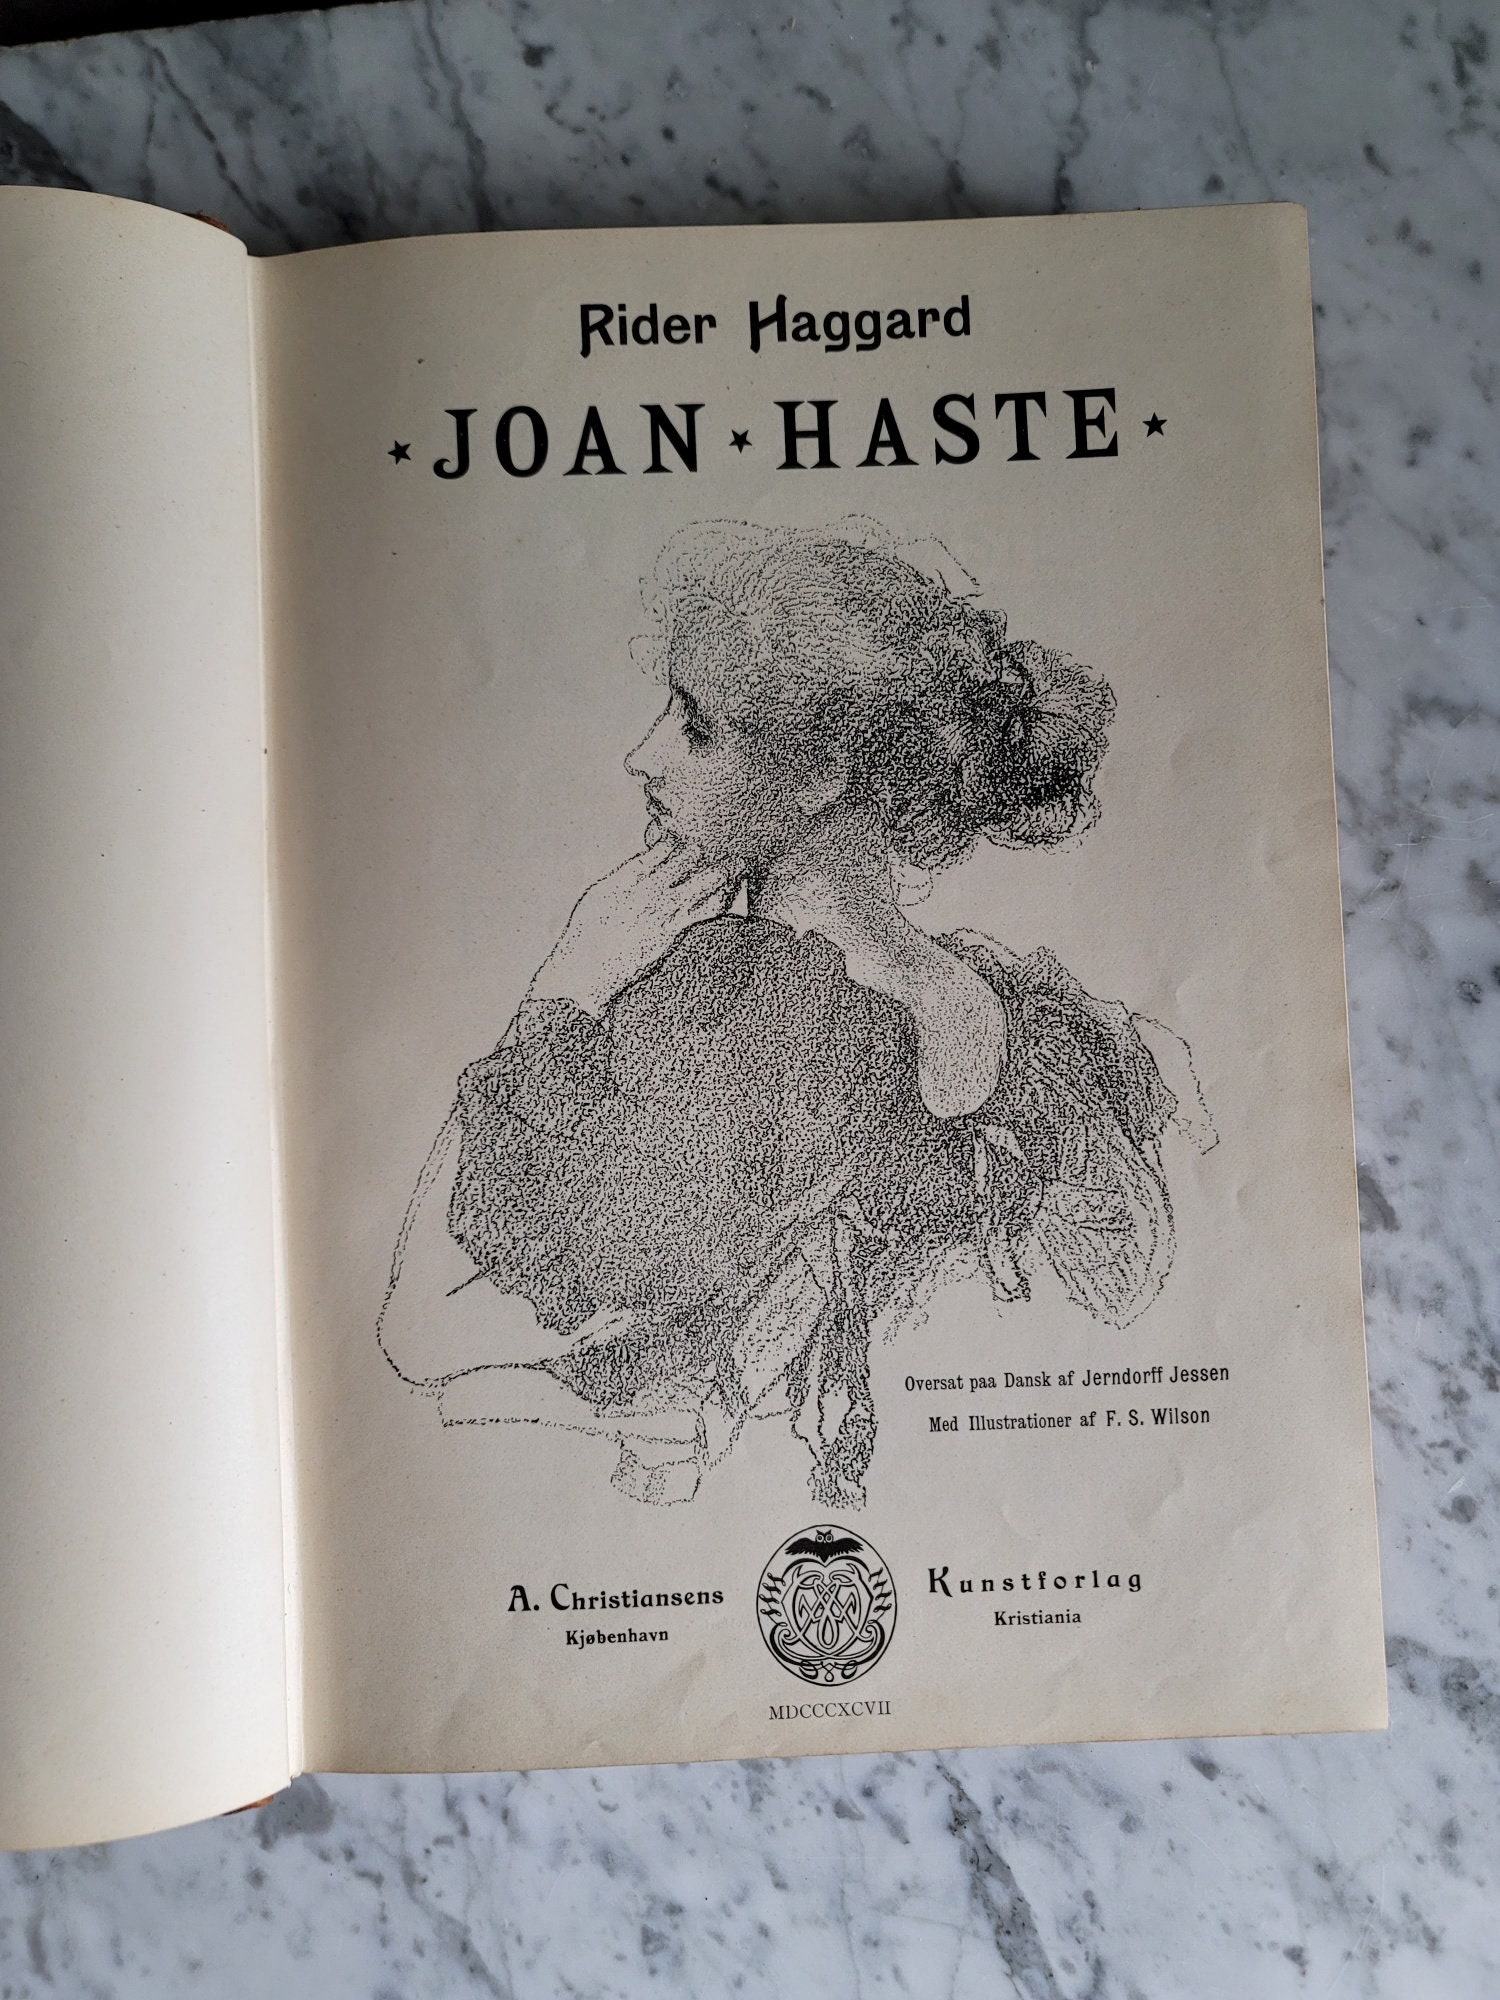 Rider Haggard
★ JOAN ★ HASTE ★
Oversat paa Dansk af Jerndorff Jessen
Med Illustrationer af F. S. Wilson
A. Christiansens Kunstforlag
Kjøbenhavn Kristiania
MDCCCXCVII